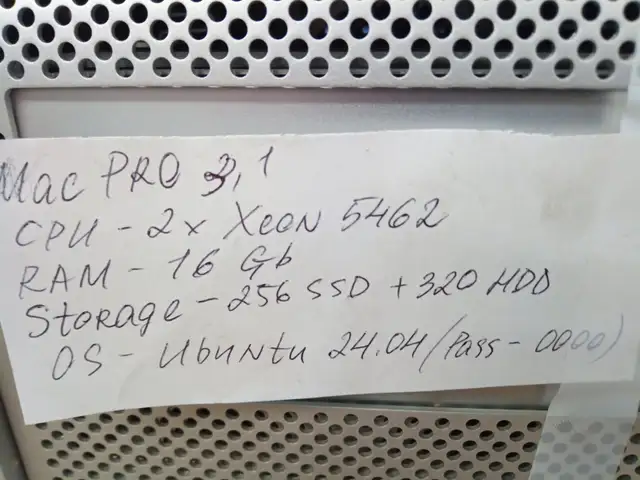 Mac PRO 3,1
CPU - 2x Xeon 5462
RAM - 16 Gb
Storage - 256 SSD + 320 HDD
OS - Ubuntu 24.04 (Pass - 0000)